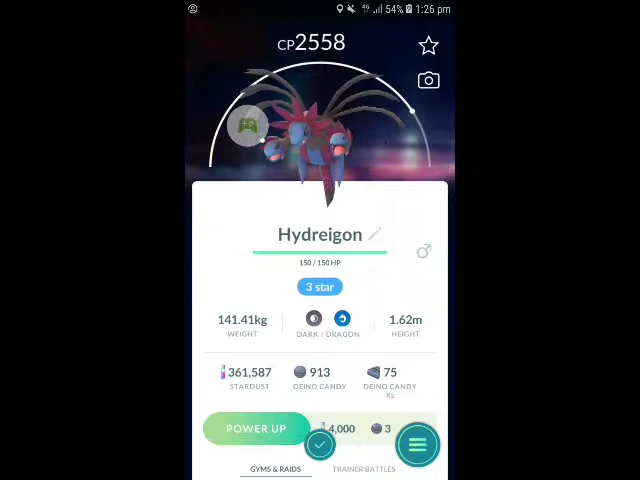 4G 54% 1:26 pm
CP2558
Hydreigon
150 / 150 HP
3 star
141.41kg 1.62m
WEIGHT DARK / DRAGON HEIGHT
361,587 913 75
STARDUST DEINO CANDY DEINO CANDY XL
POWER UP 4,000 3
GYMS & RAIDS TRAINER BATTLES